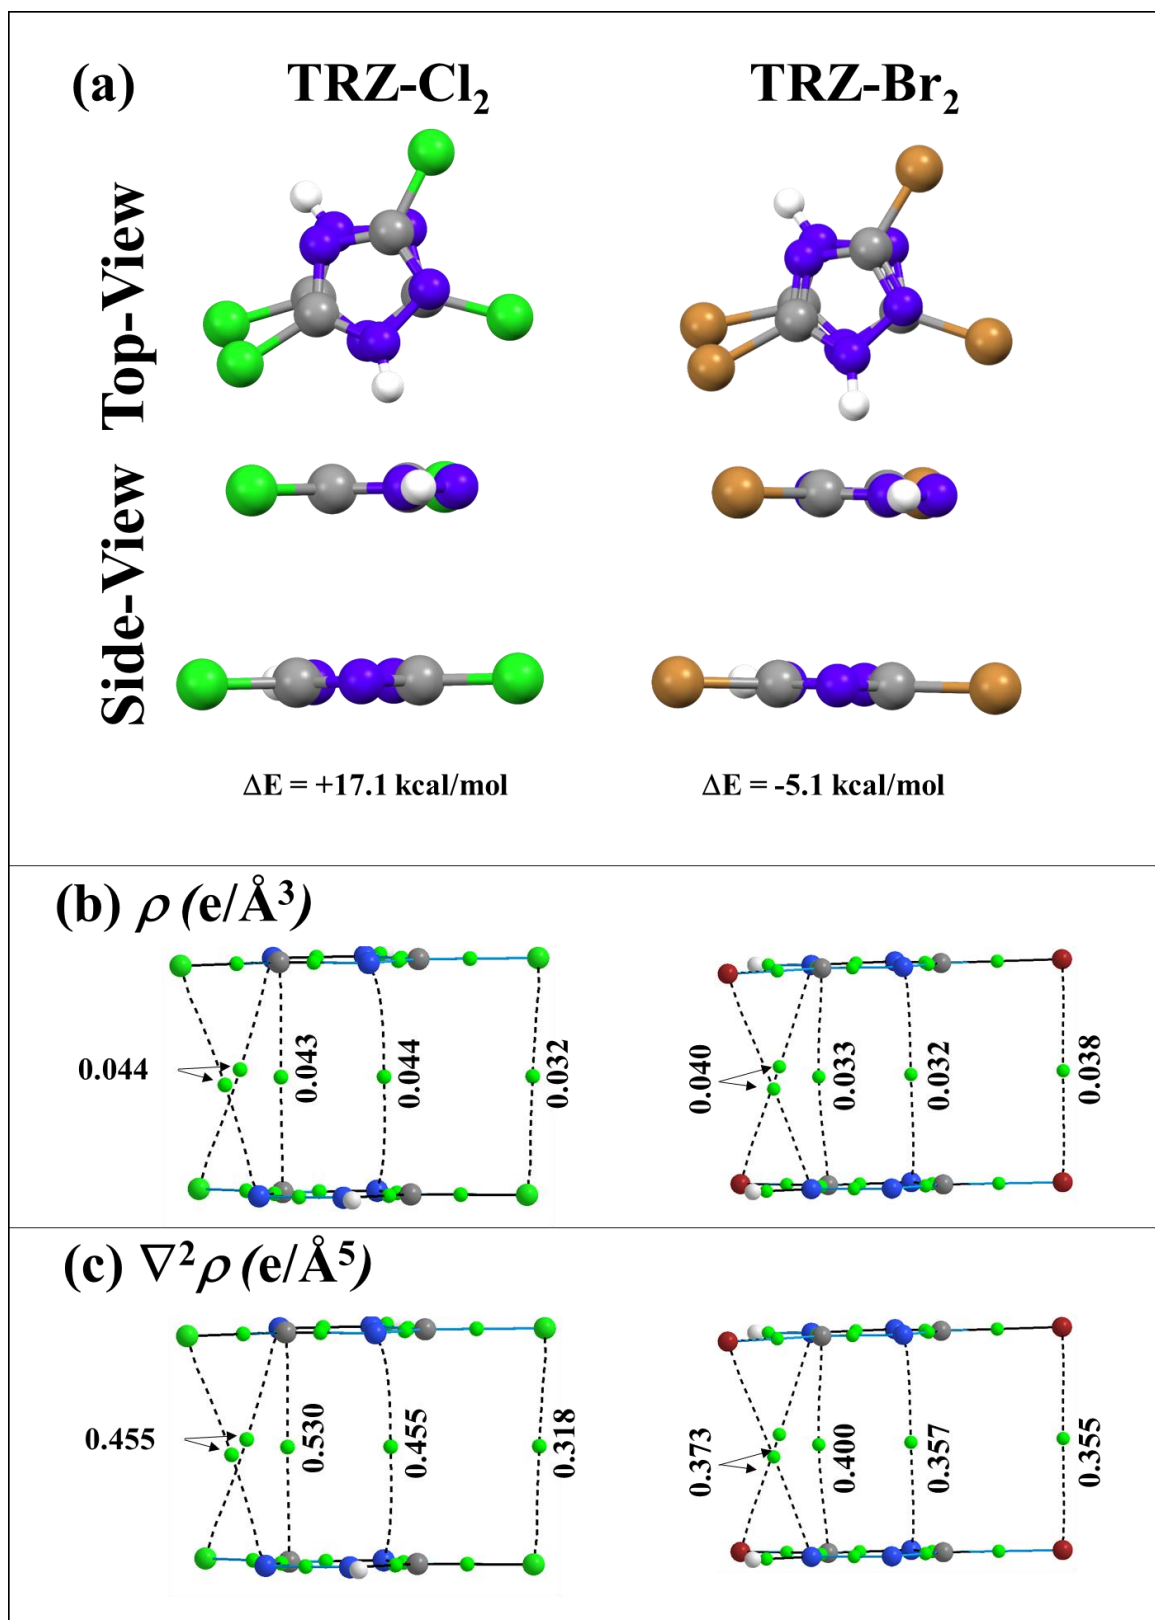 (a)
TRZ-Cl₂
TRZ-Br₂
Top-View
Side-View
ΔE = +17.1 kcal/mol
ΔE = -5.1 kcal/mol
(b) ρ (e/Å³)
0.044
0.043
0.044
0.032
0.040
0.033
0.032
0.038
(c) ∇²ρ (e/Å⁵)
0.455
0.530
0.455
0.318
0.373
0.400
0.357
0.355